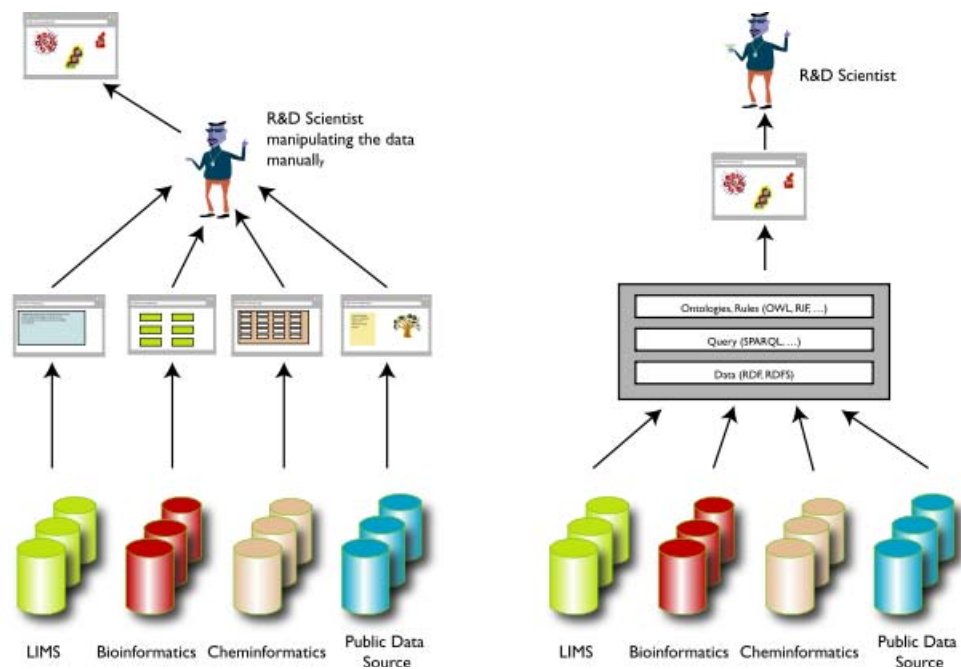 R&D Scientist
manipulating the data
manually
LIMS
Bioinformatics
Cheminformatics
Public Data
Source
R&D Scientist
Ontologies, Rules (OWL, RIF, ...)
Query (SPARQL, ...)
Data (RDF, RDFS)
LIMS
Bioinformatics
Cheminformatics
Public Data
Source